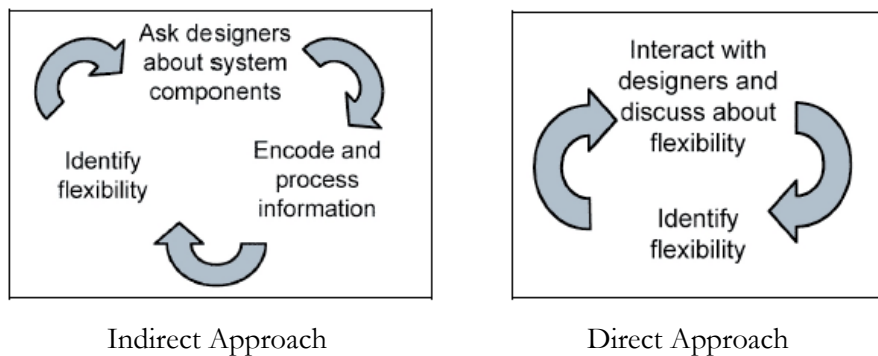 Ask designers
about system
components
Encode and
process
information
Identify
flexibility
Indirect Approach
Interact with
designers and
discuss about
flexibility
Identify
flexibility
Direct Approach